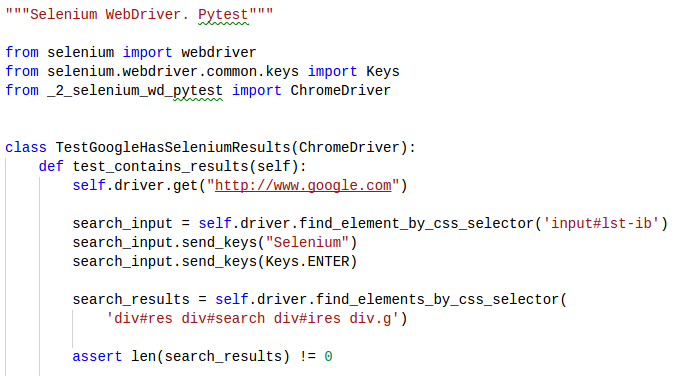 """Selenium WebDriver. Pytest"""
from selenium import webdriver
from selenium.webdriver.common.keys import Keys
from _2_selenium_wd_pytest import ChromeDriver
class TestGoogleHasSeleniumResults(ChromeDriver):
def test_contains_results(self):
self.driver.get("http://www.google.com")
search_input = self.driver.find_element_by_css_selector('input#lst-ib')
search_input.send_keys("Selenium")
search_input.send_keys(Keys.ENTER)
search_results = self.driver.find_elements_by_css_selector(
'div#res div#search div#ires div.g')
assert len(search_results) != 0